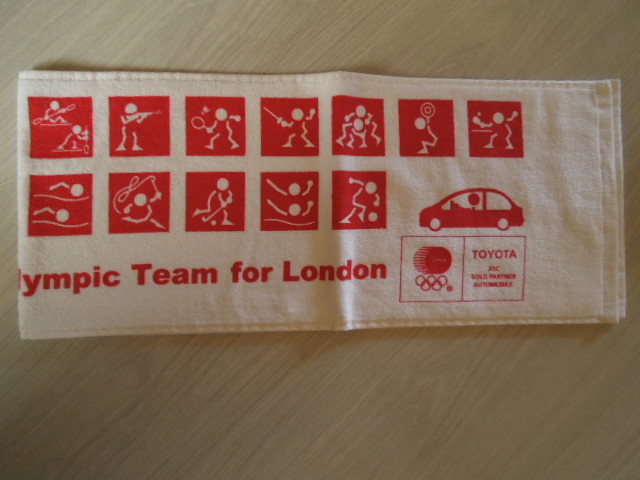 lympic Team for London
TOYOTA
JOC
GOLD PARTNER
AUTOMOBILE